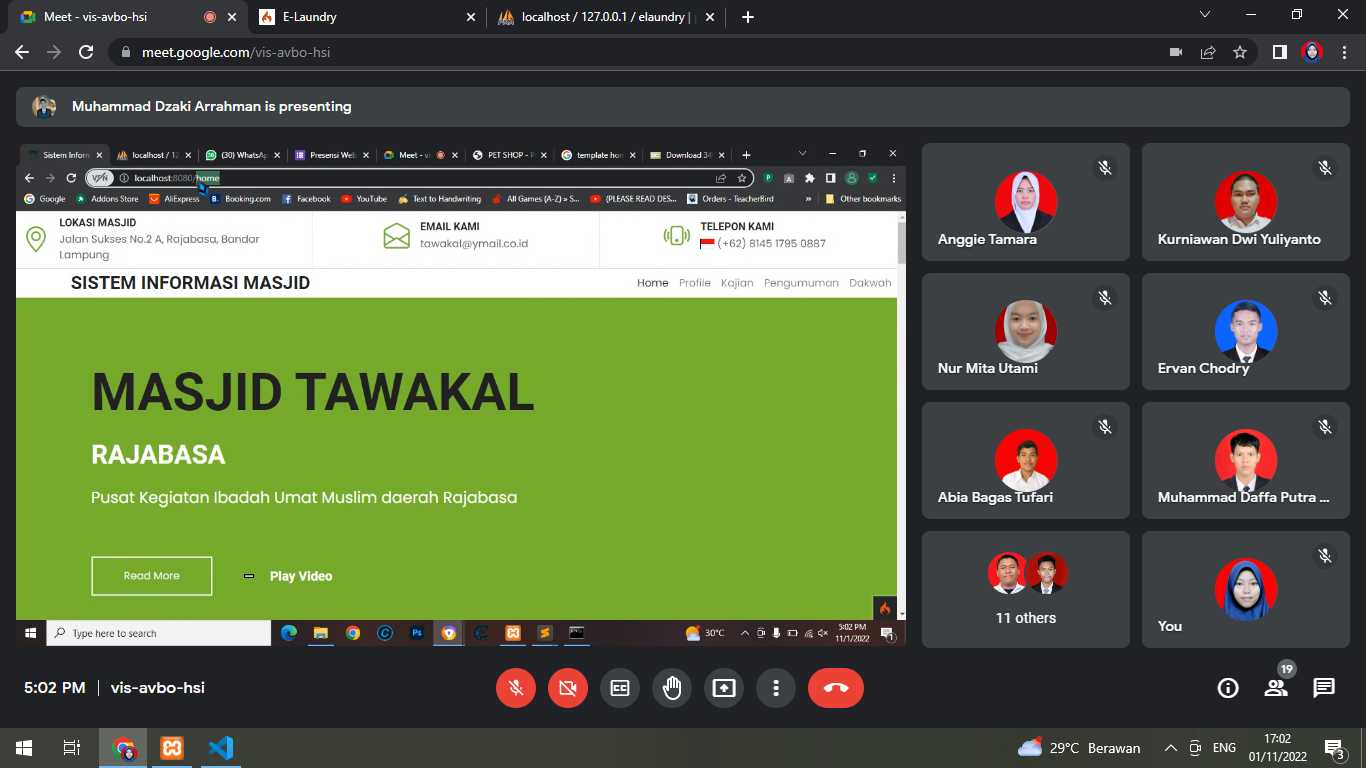 Meet - vis-avbo-hsi
E-Laundry
localhost / 127.0.0.1 / elaundry |
meet.google.com/vis-avbo-hsi
Muhammad Dzaki Arrahman is presenting
Sistem Inform
localhost / 12
(30) WhatsAp
Presensi Web
Meet - vi
PET SHOP - P
template hon
Download 34
VPN
localhost:8080/home
Google
Addons Store
AliExpress
Booking.com
Facebook
YouTube
Text to Handwriting
All Games (A-Z) » S...
(PLEASE READ DES...
Orders - TeacherBird
»
Other bookmarks
LOKASI MASJID
Jalan Sukses No.2 A, Rajabasa, Bandar
Lampung
EMAIL KAMI
tawakal@ymail.co.id
TELEPON KAMI
(+62) 8145 1795 0887
SISTEM INFORMASI MASJID
Home Profile Kajian Pengumuman Dakwah
MASJID TAWAKAL
RAJABASA
Pusat Kegiatan Ibadah Umat Muslim daerah Rajabasa
Read More
Play Video
Type here to search
Ps
30°C
5:02 PM
11/1/2022
1
Anggie Tamara
Kurniawan Dwi Yuliyanto
Nur Mita Utami
Ervan Chodry
Abia Bagas Tufari
Muhammad Daffa Putra ...
11 others
You
5:02 PM | vis-avbo-hsi
CC
19
29°C Berawan
ENG
17:02
01/11/2022
3